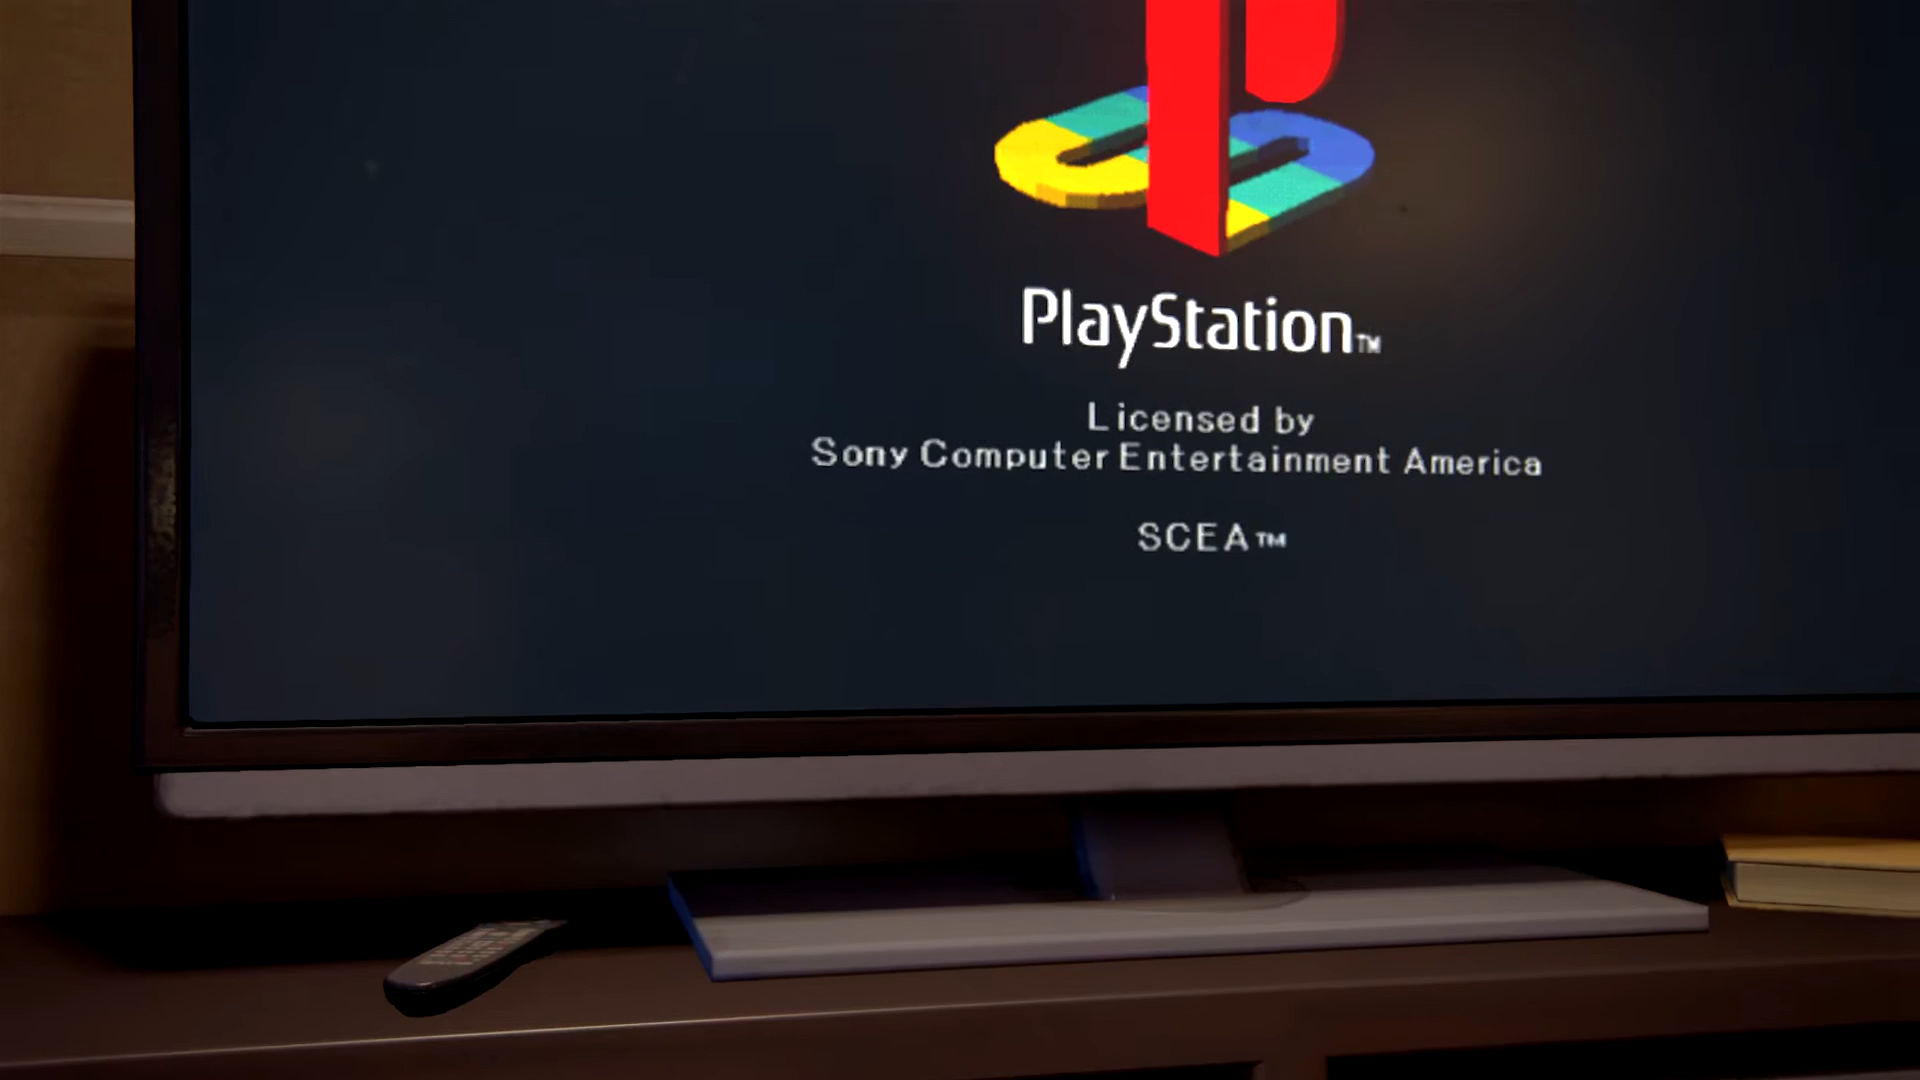 PlayStation™
Licensed by
Sony Computer Entertainment America
SCEA™